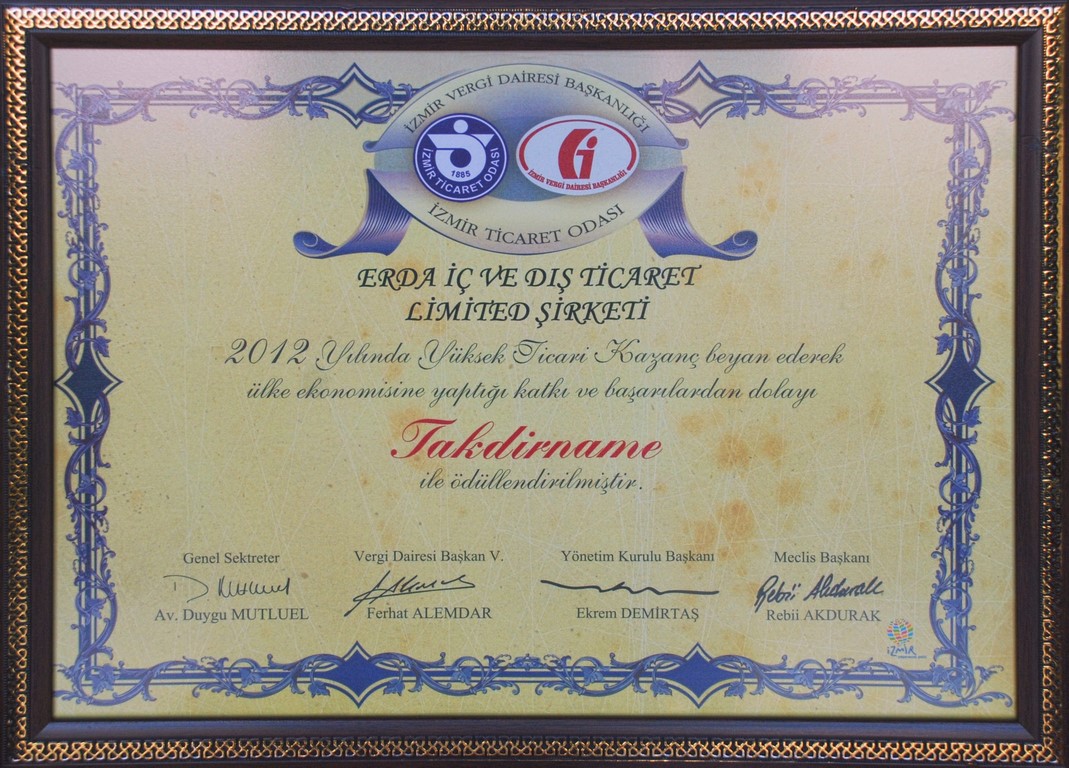 İZMİR VERGİ DAİRESİ BAŞKANLIĞI
İZMİR TİCARET ODASI
1885
İZMİR VERGİ DAİRESİ BAŞKANLIĞI
İZMİR TİCARET ODASI
ERDA İÇ VE DIŞ TİCARET
LİMİTED ŞİRKETİ
2012 Yılında Yüksek Ticari Kazanç beyan ederek
ülke ekonomisine yaptığı katkı ve başarılardan dolayı
Takdirname
ile ödüllendirilmiştir.
Genel Sektreter
Vergi Dairesi Başkan V.
Yönetim Kurulu Başkanı
Meclis Başkanı
Av. Duygu MUTLUEL
Ferhat ALEMDAR
Ekrem DEMİRTAŞ
Rebii AKDURAK
İZMİR